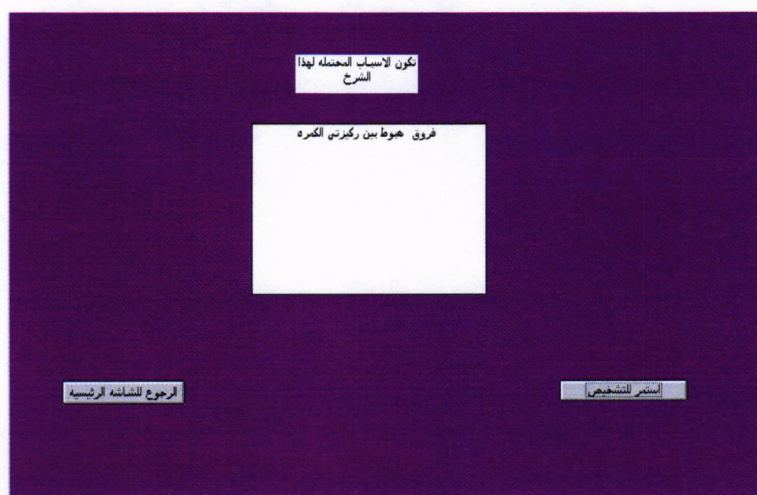 تكون الاسباب المحتمله لهذا
الشرخ
فروق هبوط بين ركيزتي الكمره
استمر للتشخيص
الرجوع للشاشه الرئيسيه